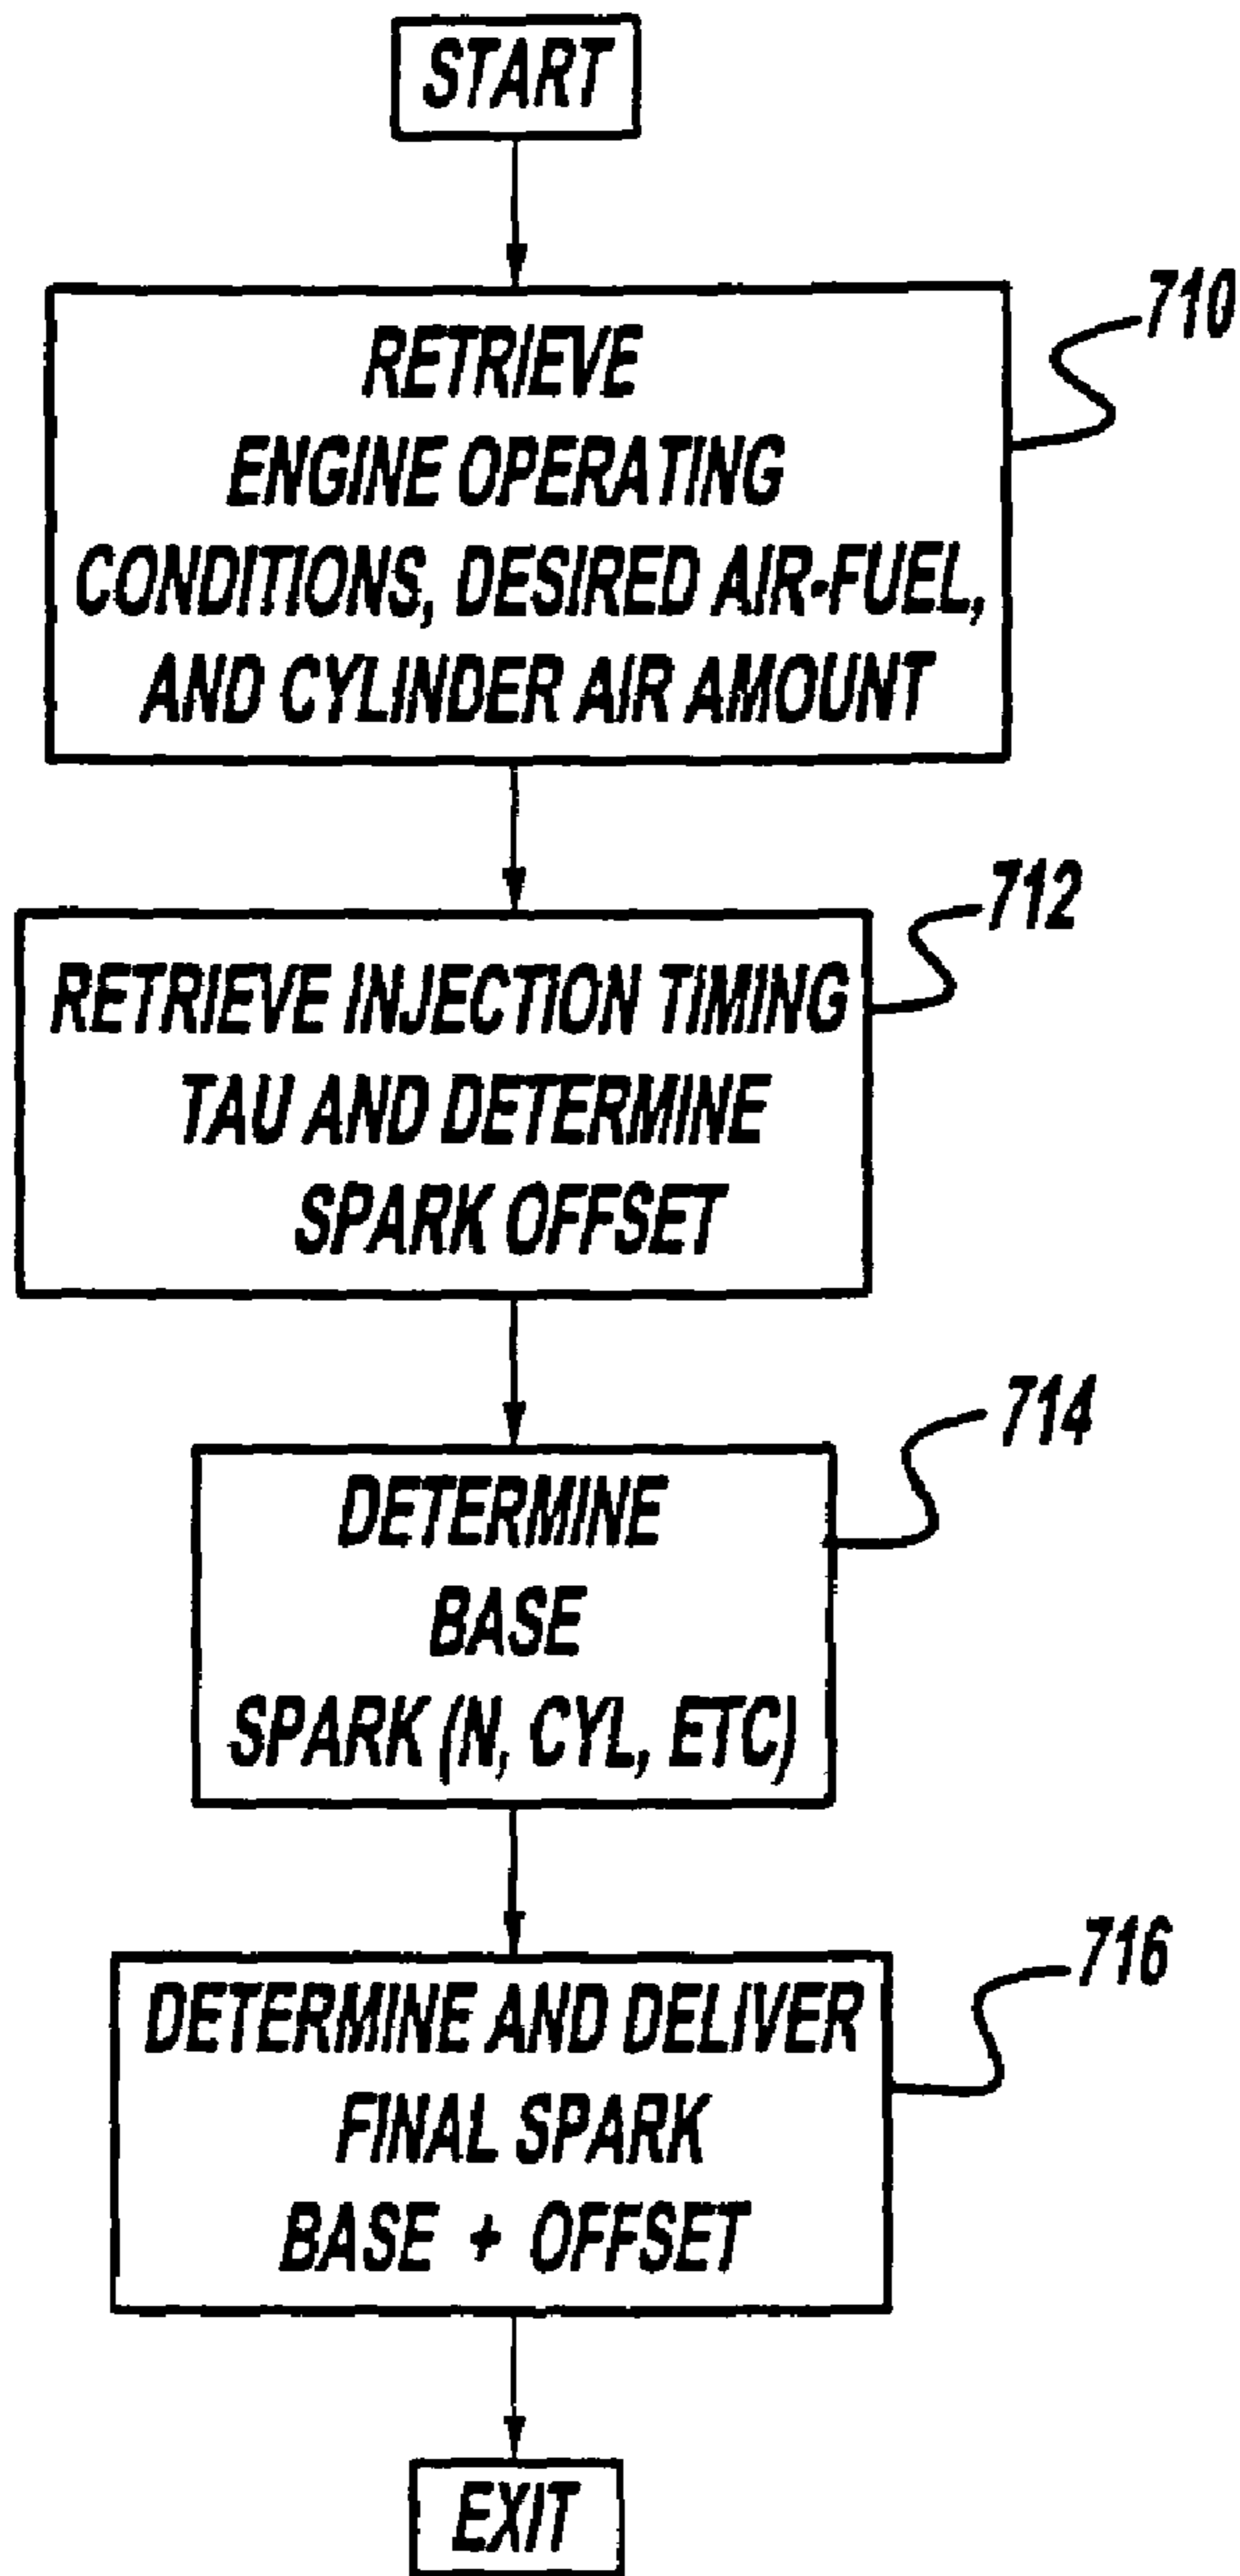 START
710
RETRIEVE
ENGINE OPERATING
CONDITIONS, DESIRED AIR-FUEL,
AND CYLINDER AIR AMOUNT
712
RETRIEVE INJECTION TIMING
TAU AND DETERMINE
SPARK OFFSET
714
DETERMINE
BASE
SPARK (N, CYL, ETC)
716
DETERMINE AND DELIVER
FINAL SPARK
BASE + OFFSET
EXIT